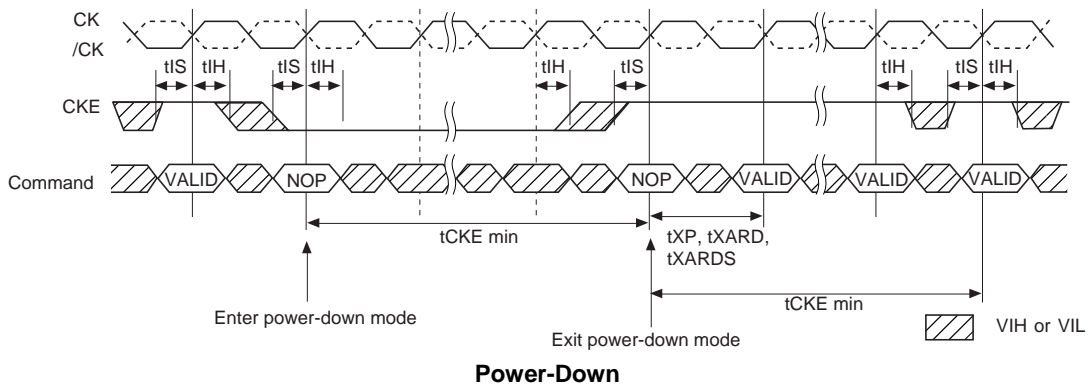 CK
/CK
tIS tIH tIS tIH tIH tIS tIH tIS tIH
CKE
Command VALID NOP NOP VALID VALID VALID
tCKE min
tXP, tXARD,
tXARDS
tCKE min
Enter power-down mode
Exit power-down mode
VIH or VIL
Power-Down